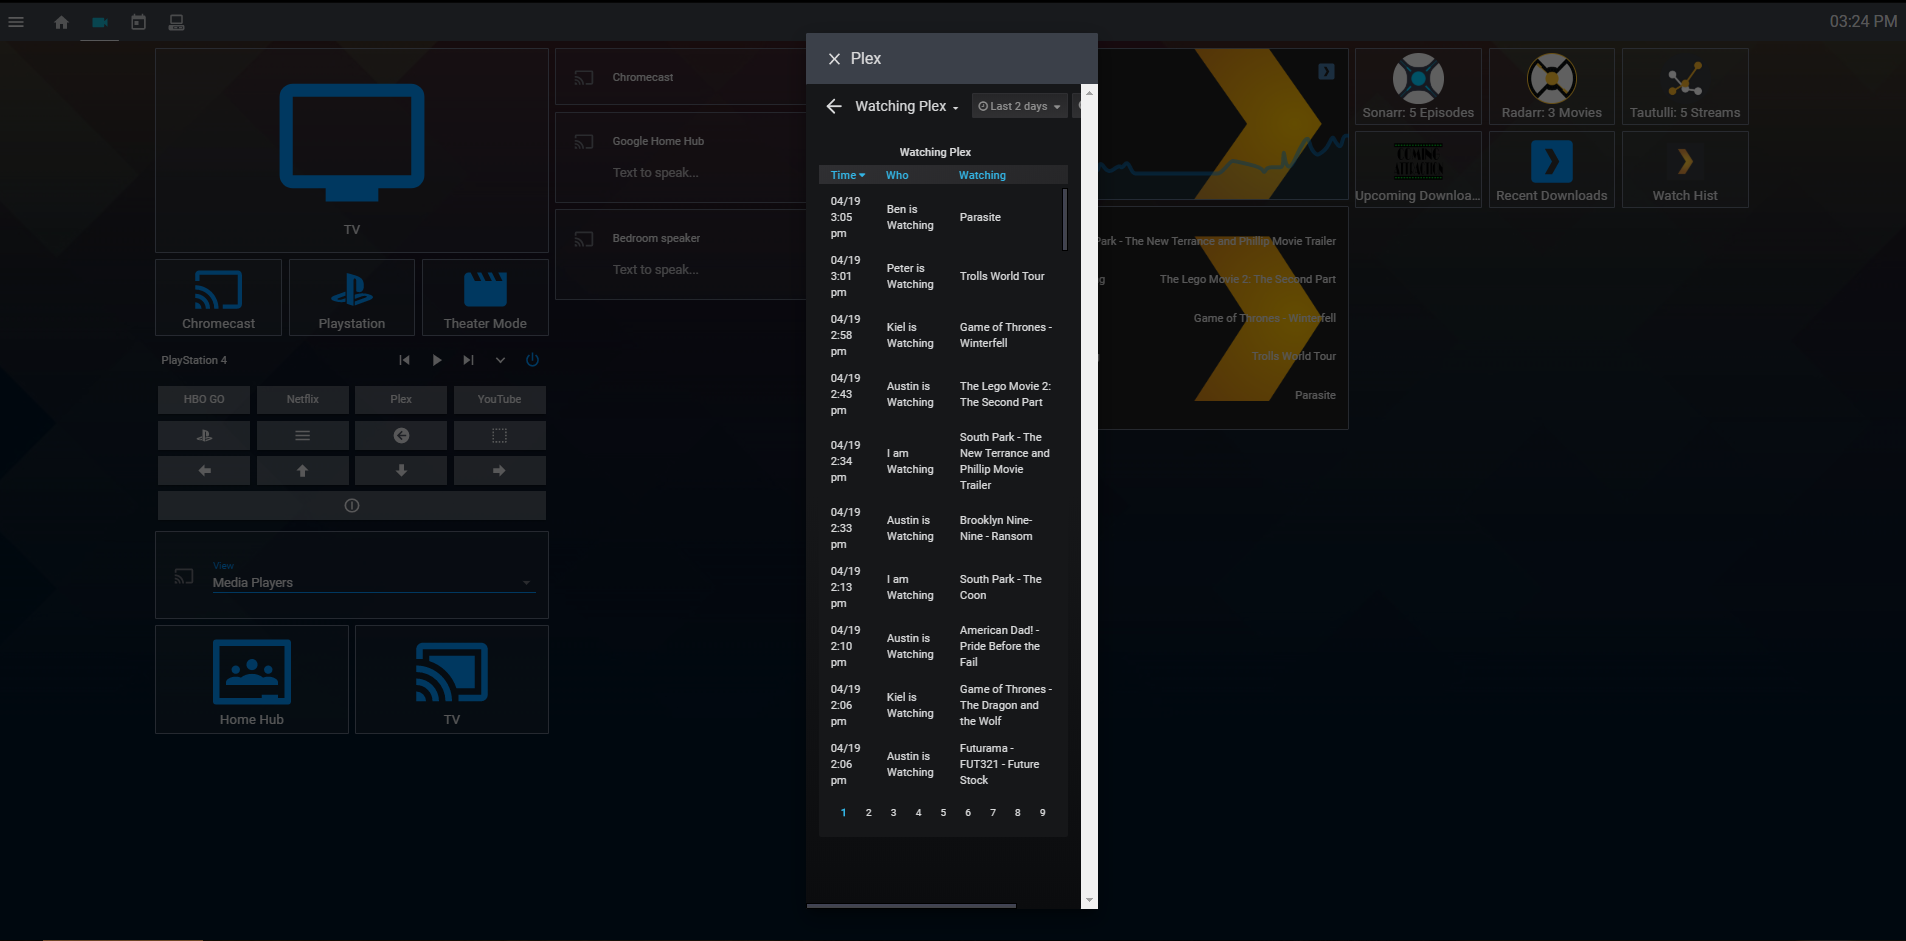 03:24 PM
TV
Chromecast
Playstation
Theater Mode
PlayStation 4
HBO GO
Netflix
Plex
YouTube
View
Media Players
Home Hub
TV
Chromecast
Google Home Hub
Text to speak...
Bedroom speaker
Text to speak...
Plex
Watching Plex
Last 2 days
Watching Plex
Time Who Watching
04/19
3:05
pm
Ben is
Watching
Parasite
04/19
3:01
pm
Peter is
Watching
Trolls World Tour
04/19
2:58
pm
Kiel is
Watching
Game of Thrones -
Winterfell
04/19
2:43
pm
Austin is
Watching
The Lego Movie 2:
The Second Part
04/19
2:34
pm
I am
Watching
South Park - The
New Terrance and
Phillip Movie
Trailer
04/19
2:33
pm
Austin is
Watching
Brooklyn Nine-
Nine - Ransom
04/19
2:13
pm
I am
Watching
South Park - The
Coon
04/19
2:10
pm
Austin is
Watching
American Dad! -
Pride Before the
Fail
04/19
2:06
pm
Kiel is
Watching
Game of Thrones -
The Dragon and
the Wolf
04/19
2:06
pm
Austin is
Watching
Futurama -
FUT321 - Future
Stock
1 2 3 4 5 6 7 8 9
Park - The New Terrance and Phillip Movie Trailer
g The Lego Movie 2: The Second Part
Game of Thrones - Winterfell
Trolls World Tour
Parasite
Sonarr: 5 Episodes
Radarr: 3 Movies
Tautulli: 5 Streams
COMING
ATTRACTION
Upcoming Downloa...
Recent Downloads
Watch Hist